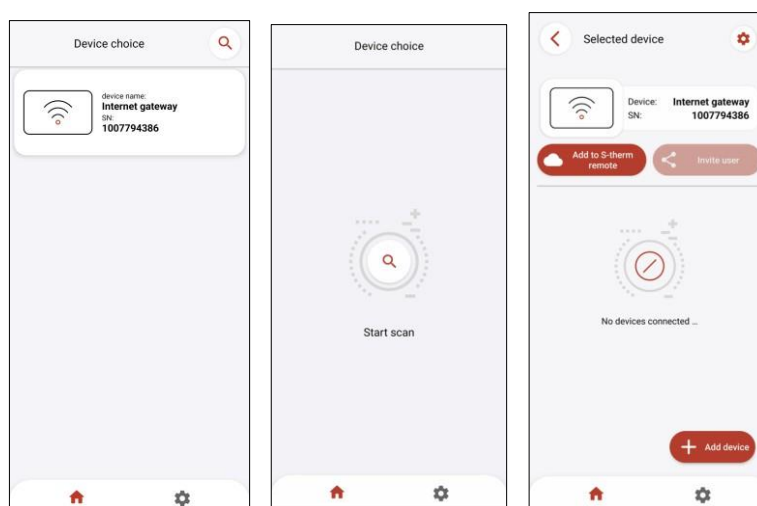 Device choice
device name:
Internet gateway
SN:
1007794386
Device choice
Start scan
Selected device
Device: Internet gateway
SN: 1007794386
Add to S-therm
remote
Invite user
No devices connected ...
Add device